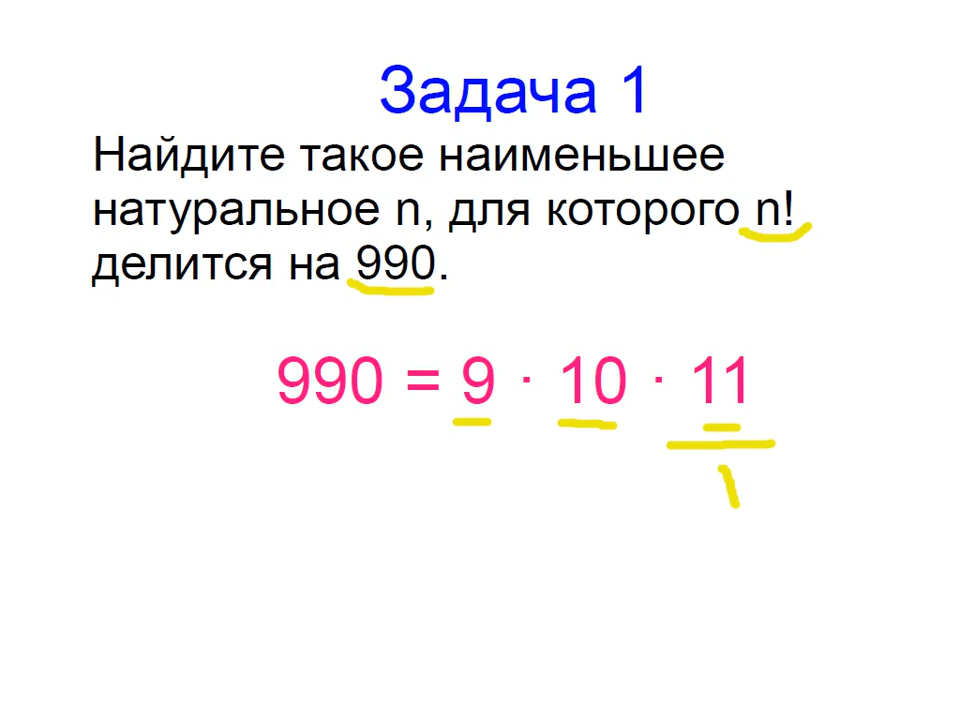 Задача 1
Найдите такое наименьшее
натуральное n, для которого n!
делится на 990.
990 = 9 · 10 · 11